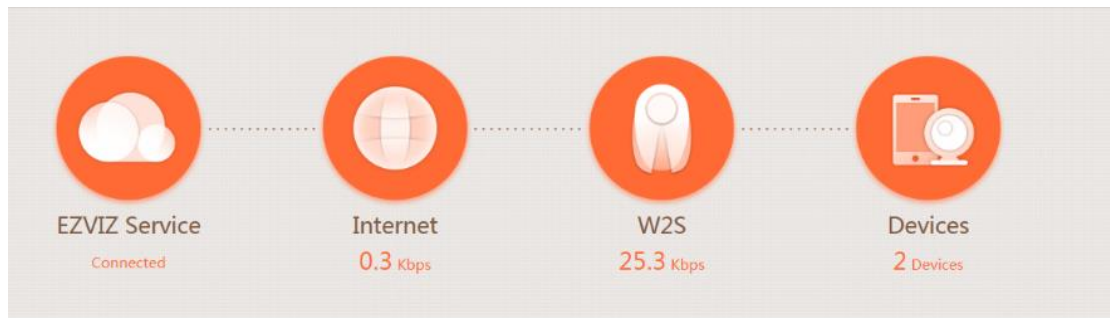 EZVIZ Service
Connected
Internet
0.3 Kbps
W2S
25.3 Kbps
Devices
2 Devices